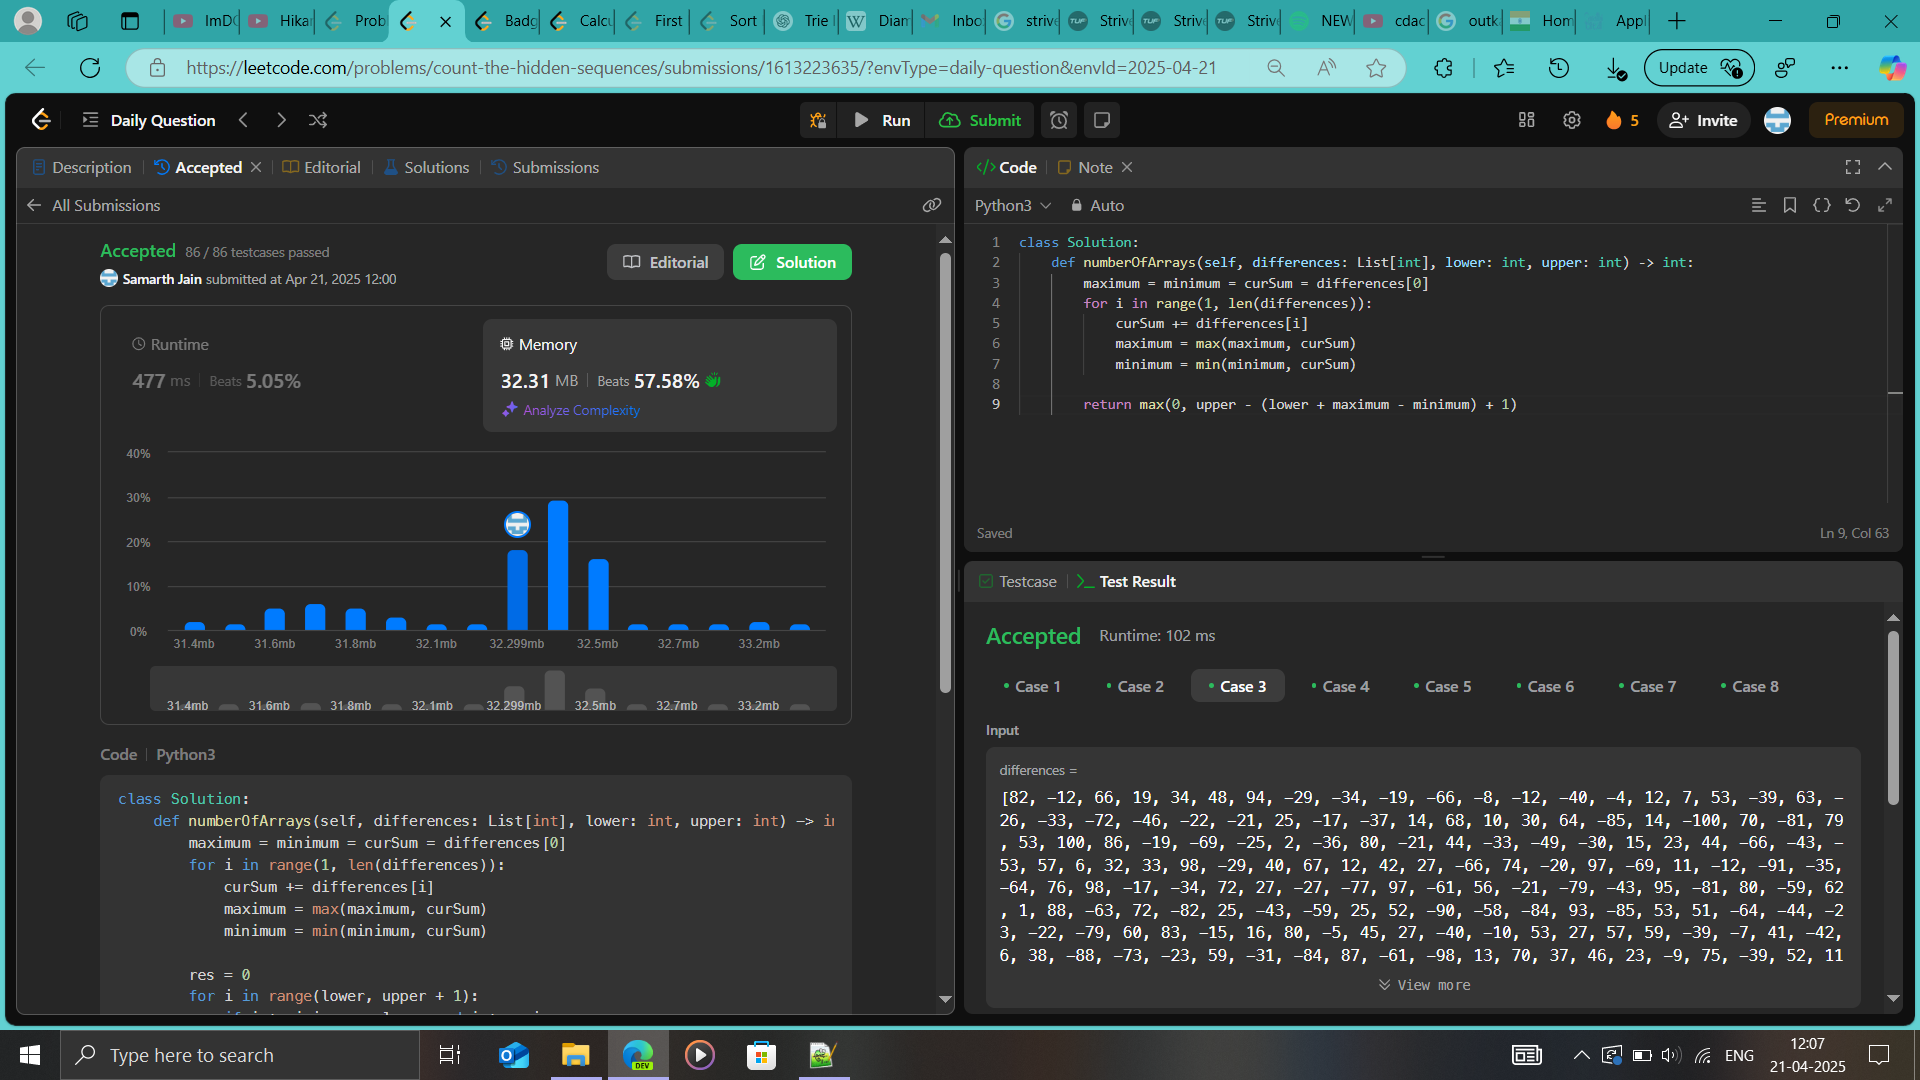 ImDO
Hikar
Prob
Badg
Calcu
First
Sort
Trie I
Diam
Inbo
strive
Strive
Strive
Strive
NEW
cdac
outka
Hom
Appl
https://leetcode.com/problems/count-the-hidden-sequences/submissions/1613223635/?envType=daily-question&envId=2025-04-21
Update
Daily Question
Run
Submit
5
Invite
Premium
Description
Accepted
Editorial
Solutions
Submissions
All Submissions
Accepted 86 / 86 testcases passed
Samarth Jain submitted at Apr 21, 2025 12:00
Editorial
Solution
Runtime
477 ms Beats 5.05%
Memory
32.31 MB Beats 57.58%
Analyze Complexity
40%
30%
20%
10%
0%
31.4mb 31.6mb 31.8mb 32.1mb 32.299mb 32.5mb 32.7mb 33.2mb
31.4mb 31.6mb 31.8mb 32.1mb 32.299mb 32.5mb 32.7mb 33.2mb
Code Python3
class Solution:
def numberOfArrays(self, differences: List[int], lower: int, upper: int) -> in
maximum = minimum = curSum = differences[0]
for i in range(1, len(differences)):
curSum += differences[i]
maximum = max(maximum, curSum)
minimum = min(minimum, curSum)
res = 0
for i in range(lower, upper + 1):
Code
Note
Python3
Auto
1 class Solution:
2 def numberOfArrays(self, differences: List[int], lower: int, upper: int) -> int:
3 maximum = minimum = curSum = differences[0]
4 for i in range(1, len(differences)):
5 curSum += differences[i]
6 maximum = max(maximum, curSum)
7 minimum = min(minimum, curSum)
8
9 return max(0, upper - (lower + maximum - minimum) + 1)
Saved
Ln 9, Col 63
Testcase
Test Result
Accepted Runtime: 102 ms
Case 1 Case 2 Case 3 Case 4 Case 5 Case 6 Case 7 Case 8
Input
differences =
[82, -12, 66, 19, 34, 48, 94, -29, -34, -19, -66, -8, -12, -40, -4, 12, 7, 53, -39, 63, -
26, -33, -72, -46, -22, -21, 25, -17, -37, 14, 68, 10, 30, 64, -85, 14, -100, 70, -81, 79
, 53, 100, 86, -19, -69, -25, 2, -36, 80, -21, 44, -33, -49, -30, 15, 23, 44, -66, -43, -
53, 57, 6, 32, 33, 98, -29, 40, 67, 12, 42, 27, -66, 74, -20, 97, -69, 11, -12, -91, -35,
-64, 76, 98, -17, -34, 72, 27, -27, -77, 97, -61, 56, -21, -79, -43, 95, -81, 80, -59, 62
, 1, 88, -63, 72, -82, 25, -43, -59, 25, 52, -90, -58, -84, 93, -85, 53, 51, -64, -44, -2
3, -22, -79, 60, 83, -15, 16, 80, -5, 45, 27, -40, -10, 53, 27, 57, 59, -39, -7, 41, -42,
6, 38, -88, -73, -23, 59, -31, -84, 87, -61, -98, 13, 70, 37, 46, 23, -9, 75, -39, 52, 11
View more
Type here to search
DEV
ENG
12:07
21-04-2025